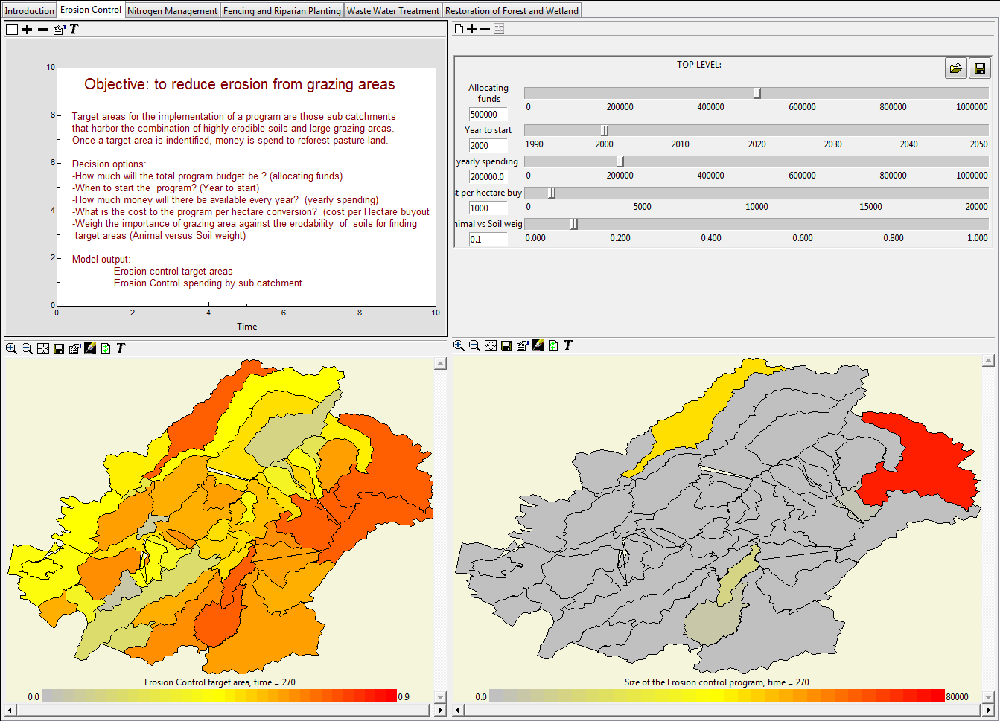 Introduction
Erosion Control
Nitrogen Management
Fencing and Riparian Planting
Waste Water Treatment
Restoration of Forest and Wetland
T
10
8
6
4
2
0
Objective: to reduce erosion from grazing areas
Target areas for the implementation of a program are those sub catchments
that harbor the combination of highly erodible soils and large grazing areas.
Once a target area is indentified, money is spend to reforest pasture land.
Decision options:
-How much will the total program budget be ? (allocating funds)
-When to start the program? (Year to start)
-How much money will there be available every year? (yearly spending)
-What is the cost to the program per hectare conversion? (cost per Hectare buyout
-Weigh the importance of grazing area against the erodability of soils for finding
target areas (Animal versus Soil weight)
Model output:
Erosion control target areas
Erosion Control spending by sub catchment
0 2 4 6 8 10
Time
TOP LEVEL:
Allocating
funds
500000
0 200000 400000 600000 800000 1000000
Year to start
2000
1990 2000 2010 2020 2030 2040 2050
yearly spending
200000.0
0 200000 400000 600000 800000 1000000
t per hectare buy
1000
0 5000 10000 15000 20000
nimal vs Soil weig
0.1
0.000 0.200 0.400 0.600 0.800 1.000
T
Erosion Control target area, time = 270
0.0 0.9
T
Size of the Erosion control program, time = 270
0.0 80000